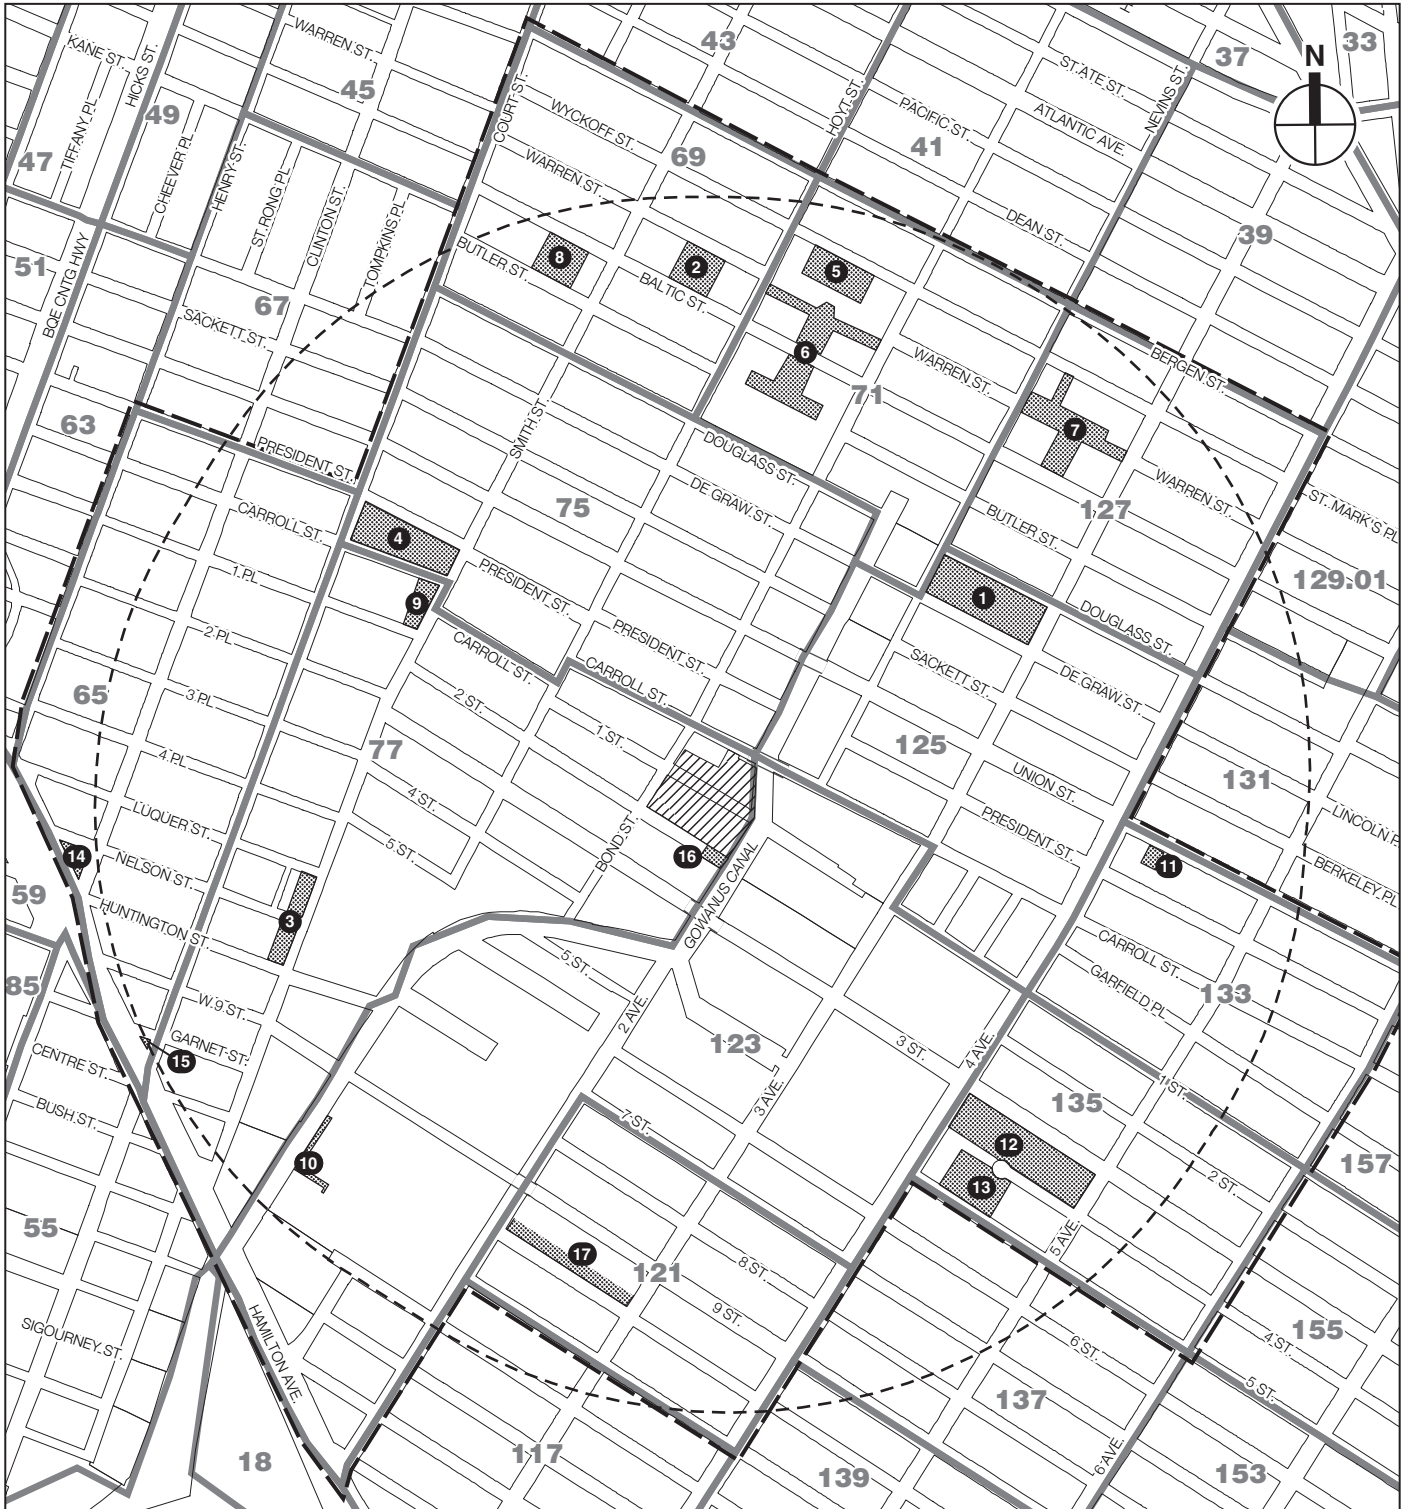 KANE ST.
TIFFANY PL
HICKS ST.
49
CHEEVER PL
47
WARREN ST.
45
43
COURT ST.
WYCKOFF ST.
69
WARREN ST.
HOYT ST.
PACIFIC ST.
41
STATE ST.
ATLANTIC AVE.
NEVINS ST.
37
33
N
39
DEAN ST.
51
BQE CNTG HWY
HENRY ST.
STRONG PL
CLINTON ST.
TOMPKINS PL
67
SACKETT ST.
BUTLER ST.
8
2
BALTIC ST.
5
6
71
WARREN ST.
BERGEN ST.
7
63
PRESIDENT ST.
SMITH ST.
DOUGLASS ST.
75
DE GRAW ST.
127
BUTLER ST.
WARREN ST.
ST. MARK'S PL
129.01
CARROLL ST.
4
1 PL
9
PRESIDENT ST.
1
DOUGLASS ST.
2 PL
CARROLL ST.
PRESIDENT ST.
CARROLL ST.
SACKETT ST.
DE GRAW ST.
65
3 PL
2 ST.
1 ST.
77
4 PL
4 ST.
125
UNION ST.
131
LUQUER ST.
5 ST.
BOND ST.
PRESIDENT ST.
LINCOLN P
14
NELSON ST.
16
GOWANUS CANAL
11
BERKELEY PL
59
HUNTINGTON ST.
3
CARROLL ST.
GARFIELD PL
133
85
W. 9 ST.
5 ST.
2 AVE.
123
3 ST.
4 AVE.
CENTRE ST.
GARNET ST.
15
BUSH ST.
3 AVE.
135
1 ST.
7 ST.
12
157
10
13
2 ST.
55
5 AVE.
17
121
8 ST.
9 ST.
HAMILTON AVE.
SIGOURNEY ST.
6 ST.
155
4 ST.
5 ST.
137
6 AVE.
18
117
139
153